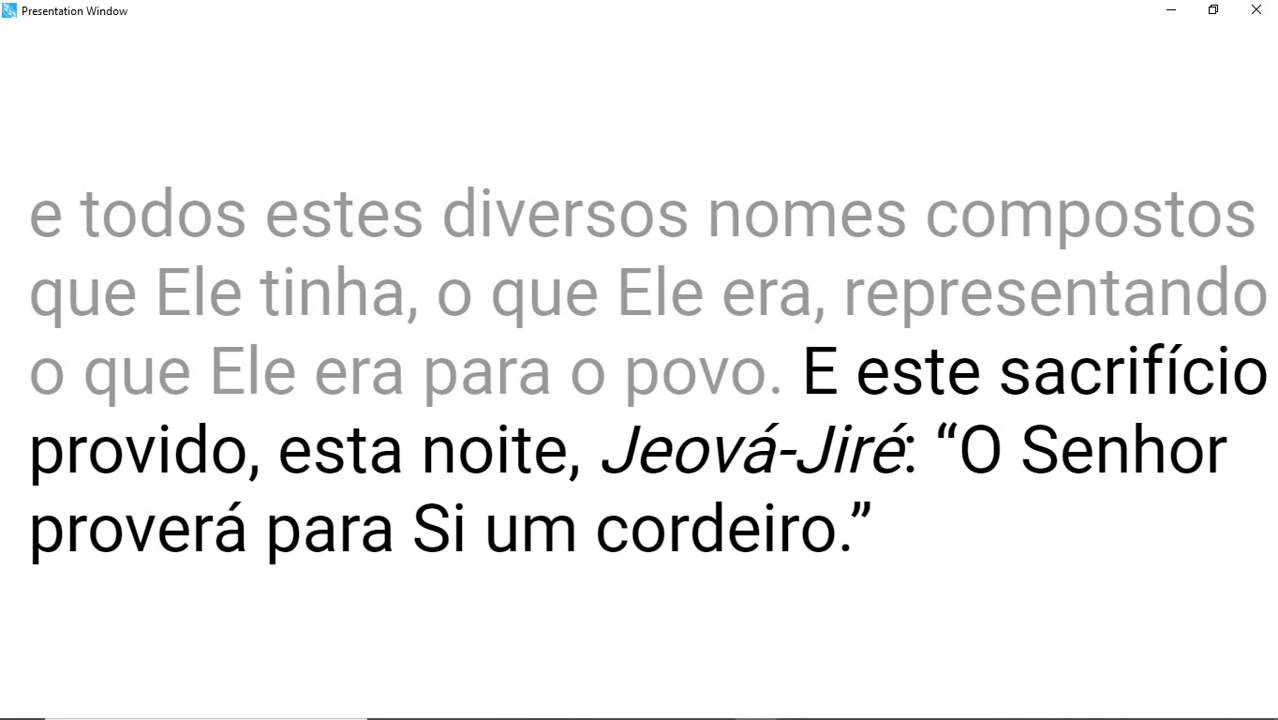 Presentation Window
e todos estes diversos nomes compostos
que Ele tinha, o que Ele era, representando
o que Ele era para o povo. E este sacrifício
provido, esta noite, Jeová-Jiré: “O Senhor
proverá para Si um cordeiro.”